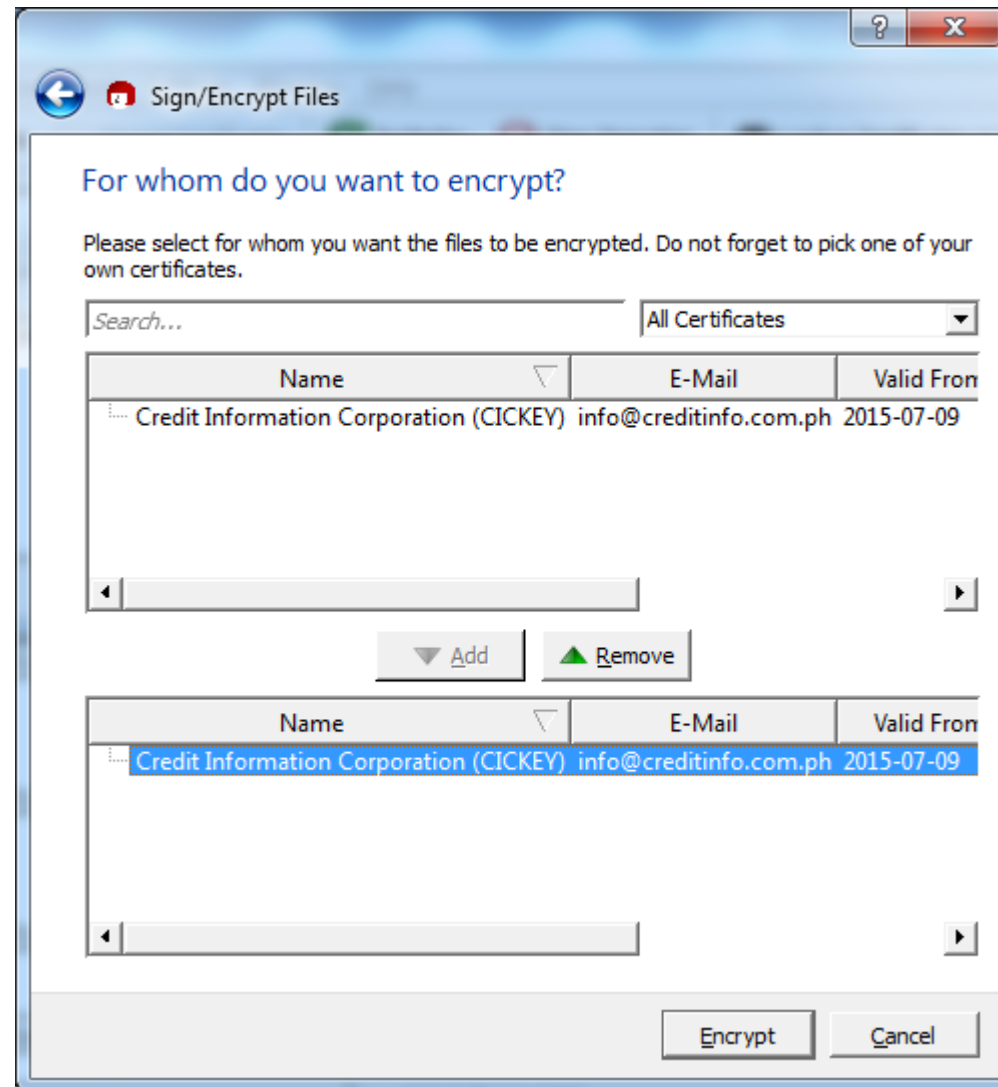 ?
Sign/Encrypt Files
For whom do you want to encrypt?
Please select for whom you want the files to be encrypted. Do not forget to pick one of your
own certificates.
Search...
All Certificates
Name E-Mail Valid From
Credit Information Corporation (CICKEY) info@creditinfo.com.ph 2015-07-09
Add Remove
Name E-Mail Valid From
Credit Information Corporation (CICKEY) info@creditinfo.com.ph 2015-07-09
Encrypt Cancel